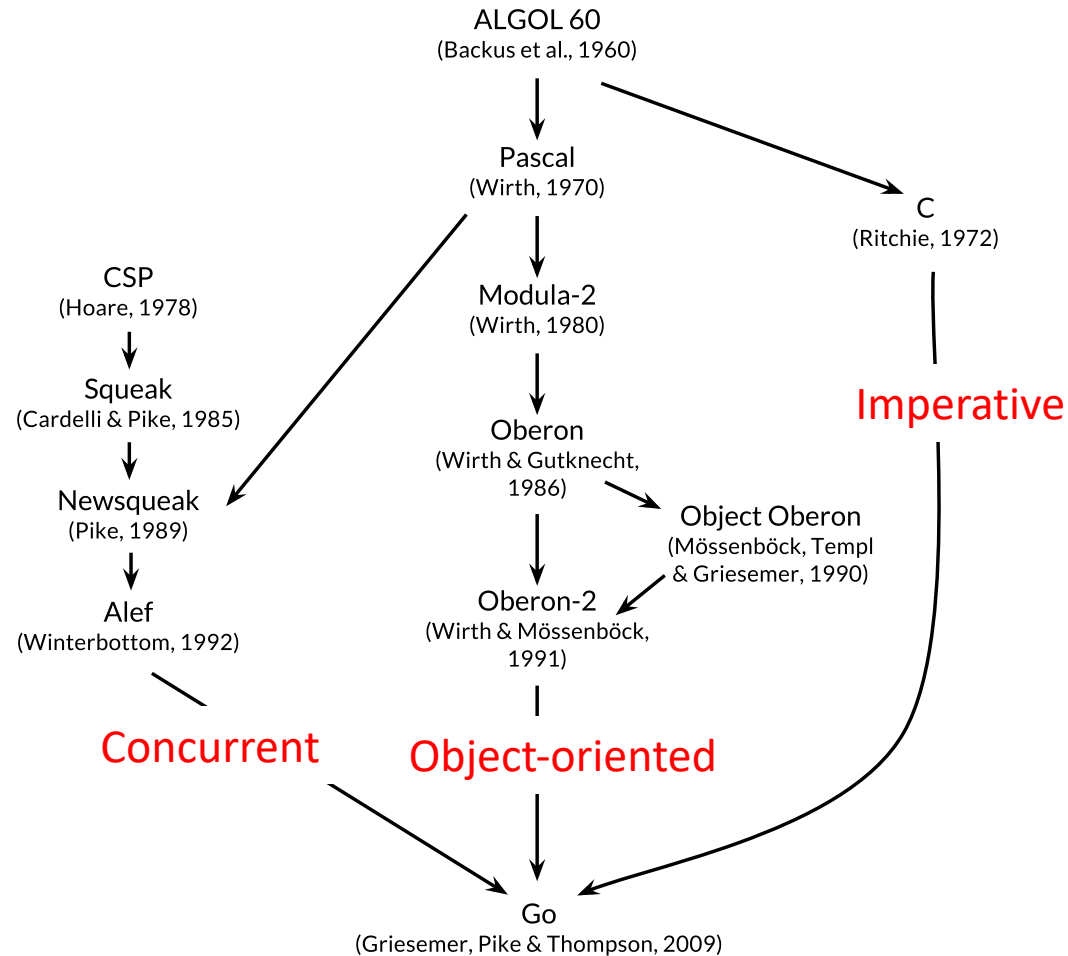 ALGOL 60
(Backus et al., 1960)
Pascal
(Wirth, 1970)
C
(Ritchie, 1972)
CSP
(Hoare, 1978)
Modula-2
(Wirth, 1980)
Squeak
(Cardelli & Pike, 1985)
Imperative
Oberon
(Wirth & Gutknecht,
1986)
Newsqueak
(Pike, 1989)
Object Oberon
(Mössenböck, Templ
& Griesemer, 1990)
Alef
(Winterbottom, 1992)
Oberon-2
(Wirth & Mössenböck,
1991)
Concurrent
Object-oriented
Go
(Griesemer, Pike & Thompson, 2009)